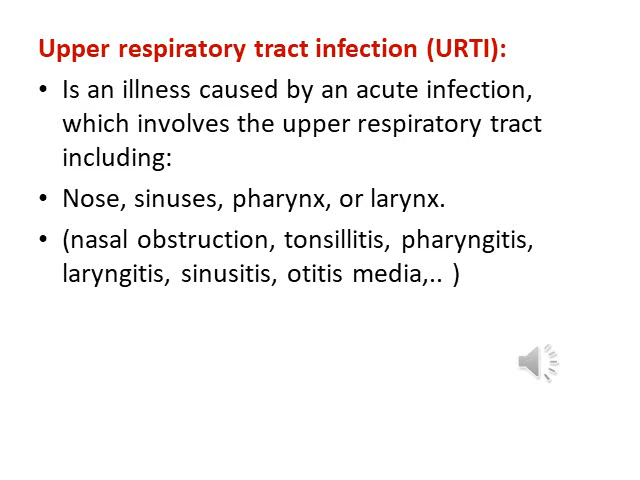 Upper respiratory tract infection (URTI):
• Is an illness caused by an acute infection,
which involves the upper respiratory tract
including:
• Nose, sinuses, pharynx, or larynx.
• (nasal obstruction, tonsillitis, pharyngitis,
laryngitis, sinusitis, otitis media,.. )